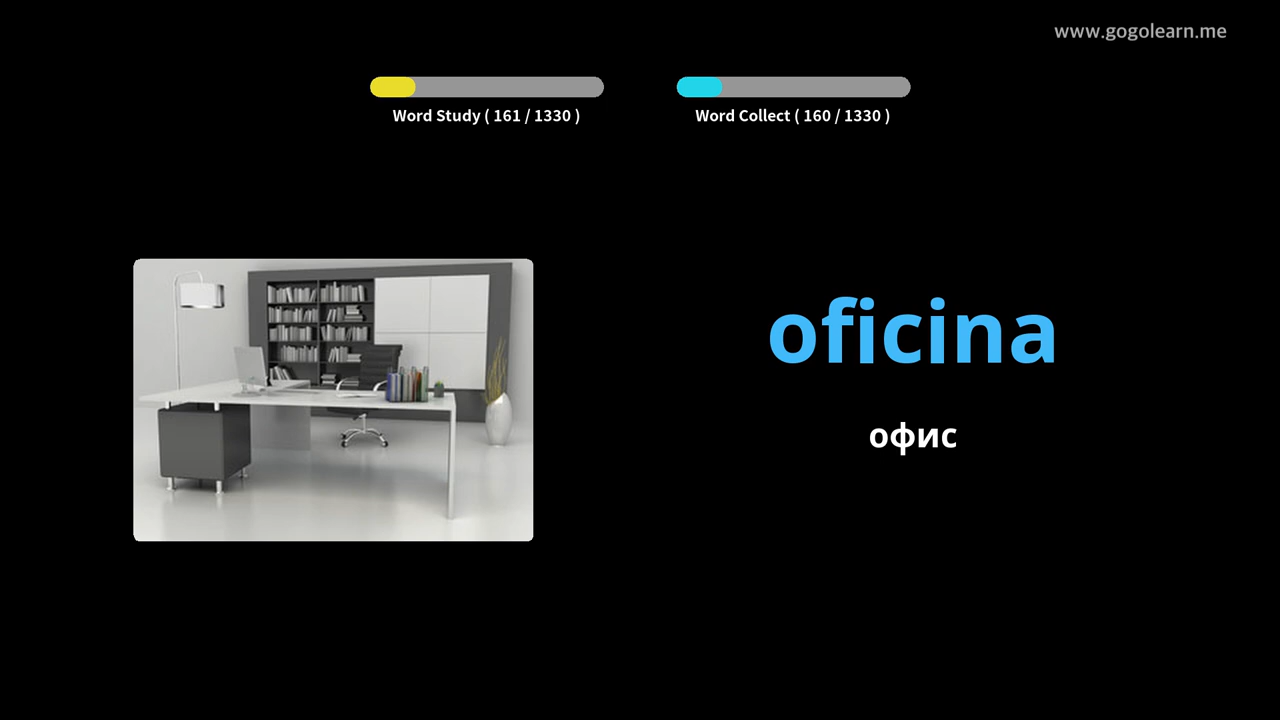 www.gogolearn.me
Word Study ( 161 / 1330 )
Word Collect ( 160 / 1330 )
oficina
офис